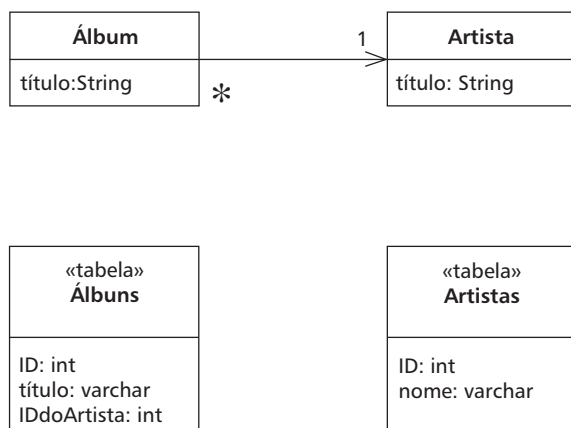 Álbum
título:String
*
1
Artista
título: String
«tabela»
Álbuns
ID: int
título: varchar
IDdoArtista: int
«tabela»
Artistas
ID: int
nome: varchar